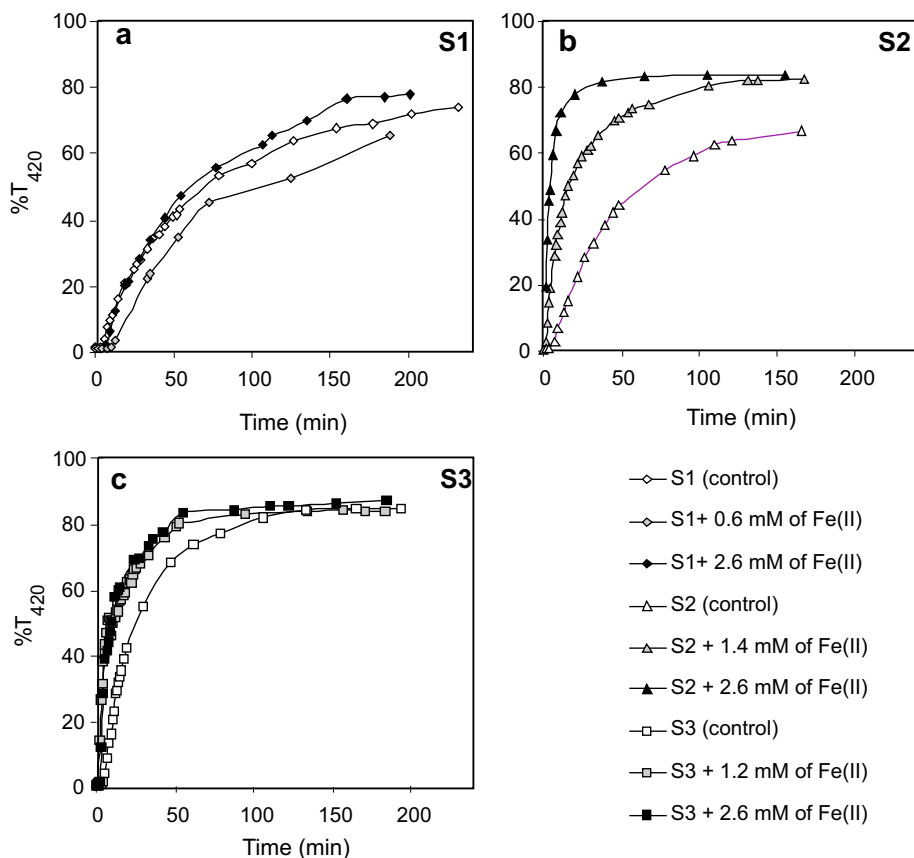 a
S1
100
80
60
40
20
0
%T420
0 50 100 150 200
Time (min)
b
S2
100
80
60
40
20
0
0 50 100 150 200
Time (min)
c
S3
100
80
60
40
20
0
%T420
0 50 100 150 200
Time (min)
S1 (control)
S1+ 0.6 mM of Fe(II)
S1+ 2.6 mM of Fe(II)
S2 (control)
S2 + 1.4 mM of Fe(II)
S2 + 2.6 mM of Fe(II)
S3 (control)
S3 + 1.2 mM of Fe(II)
S3 + 2.6 mM of Fe(II)